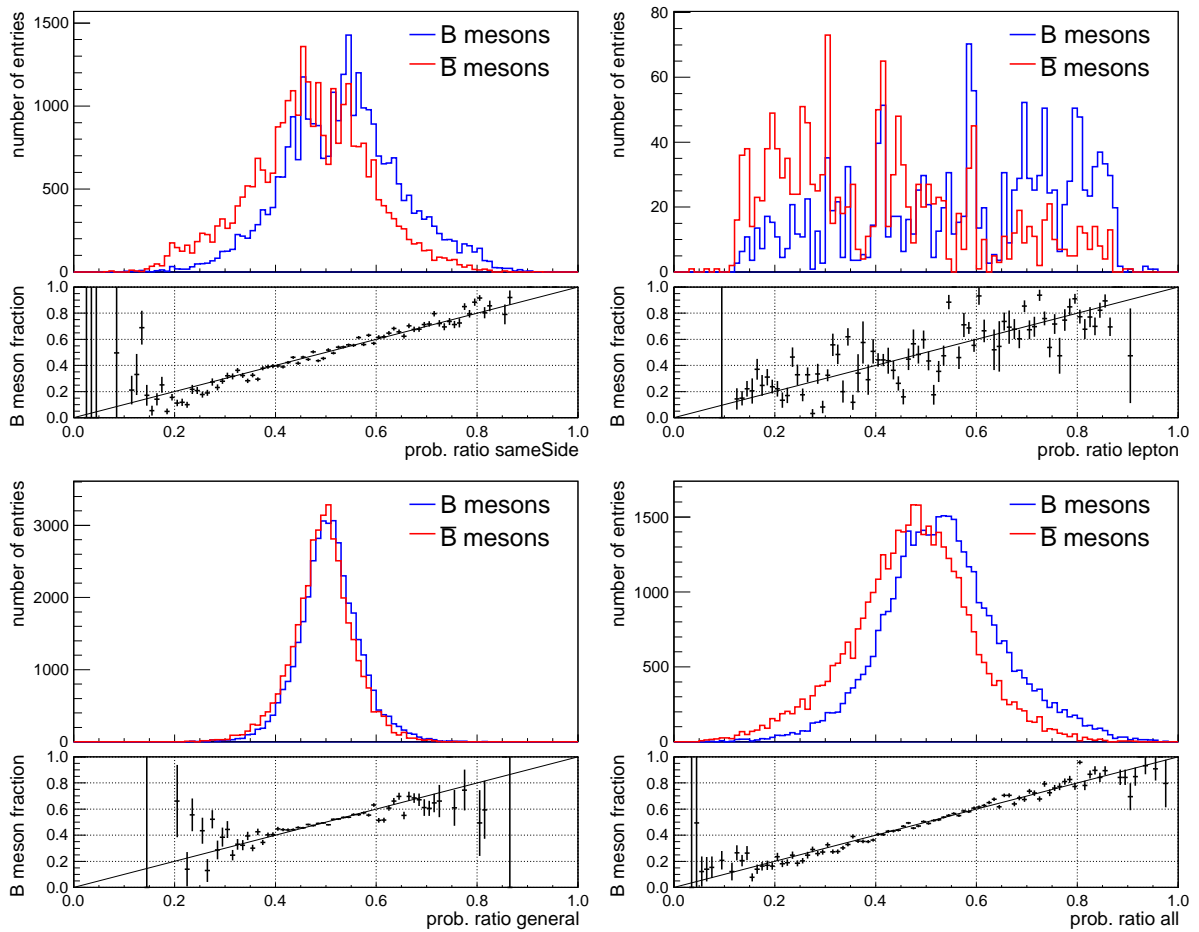 number of entries
1500
1000
500
0
B mesons
B̅ mesons
B meson fraction
1.0
0.8
0.6
0.4
0.2
0.0
0.0 0.2 0.4 0.6 0.8 1.0
prob. ratio sameSide
number of entries
80
60
40
20
0
B mesons
B̅ mesons
B meson fraction
1.0
0.8
0.6
0.4
0.2
0.0
0.0 0.2 0.4 0.6 0.8 1.0
prob. ratio lepton
number of entries
3000
2000
1000
0
B mesons
B̅ mesons
B meson fraction
1.0
0.8
0.6
0.4
0.2
0.0
0.0 0.2 0.4 0.6 0.8 1.0
prob. ratio general
number of entries
1500
1000
500
0
B mesons
B̅ mesons
B meson fraction
1.0
0.8
0.6
0.4
0.2
0.0
0.0 0.2 0.4 0.6 0.8 1.0
prob. ratio all